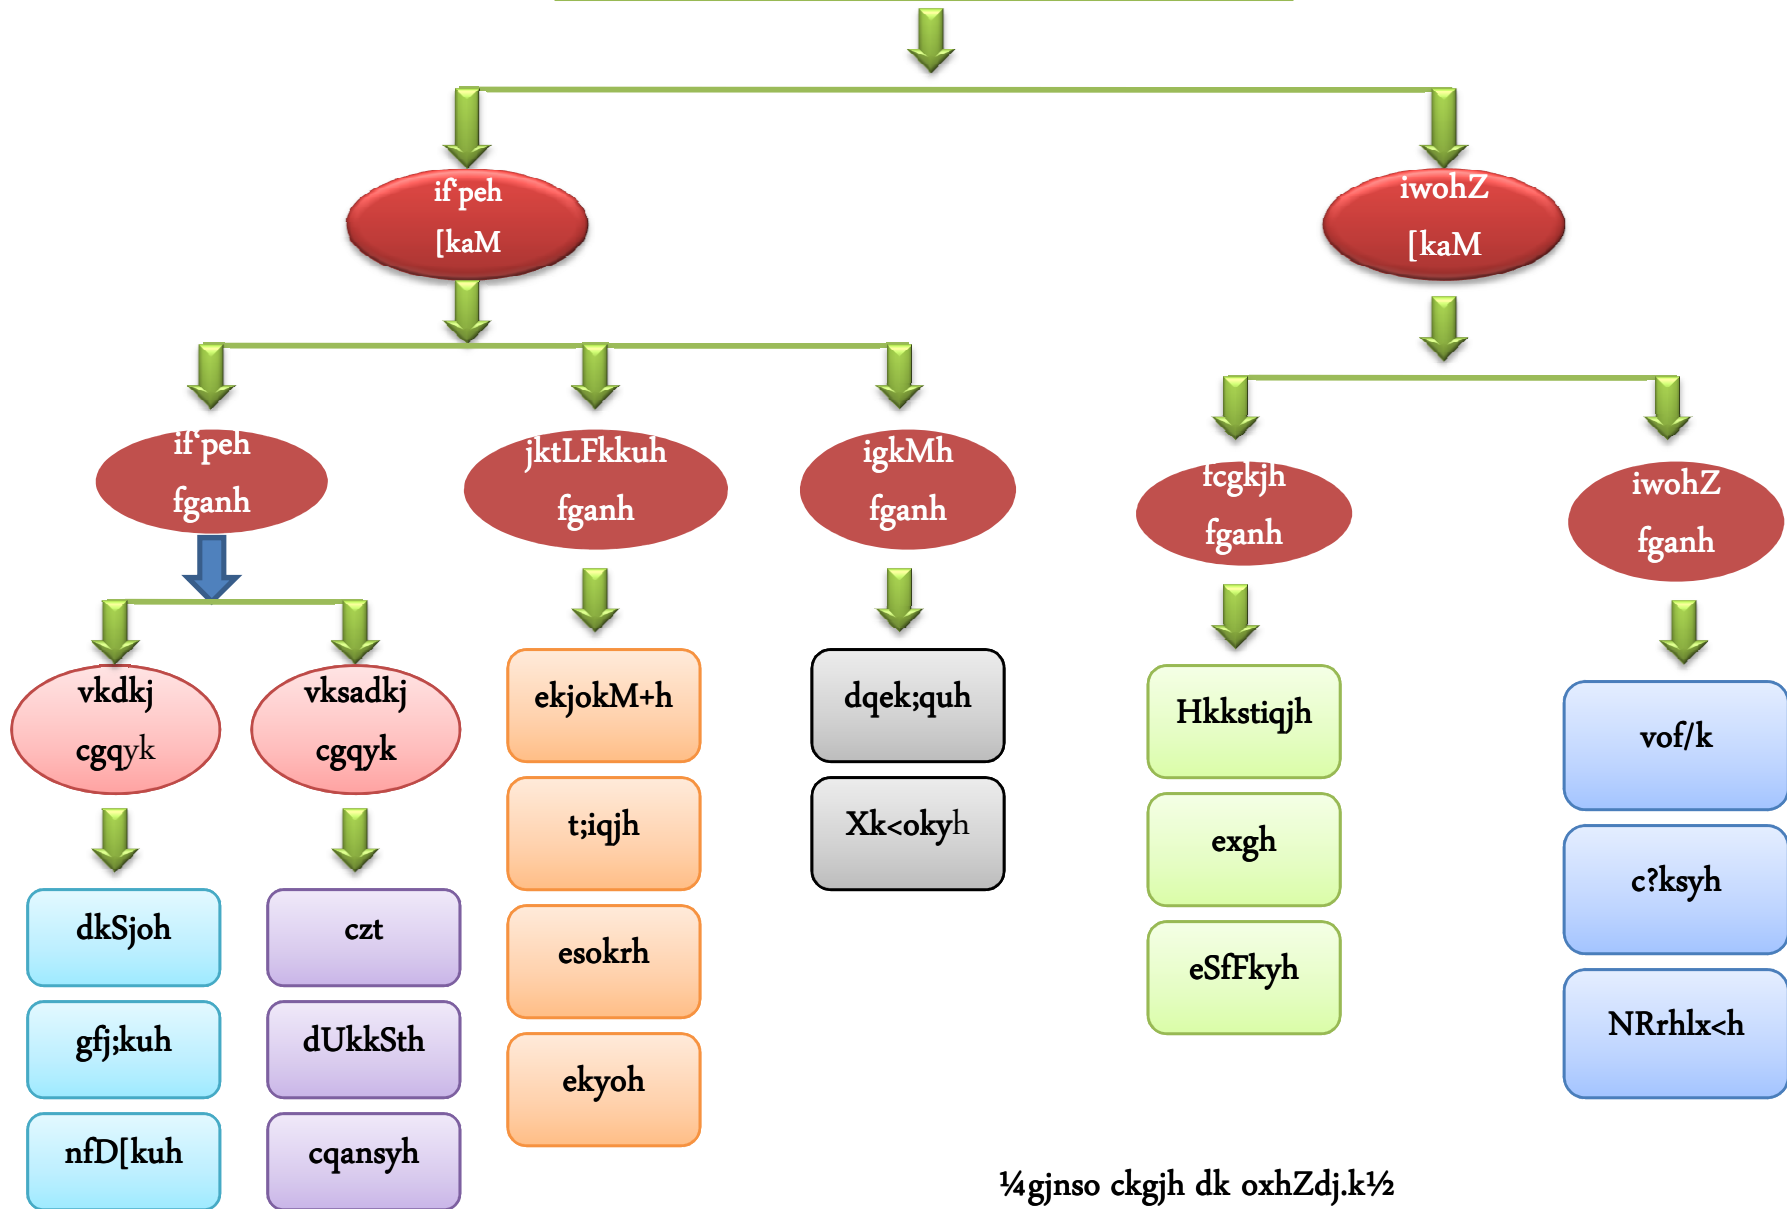 if'peh
[kaM
iwohZ
[kaM
if'peh
fganh
jktLFkkuh
fganh
igkMh
fganh
fcgkjh
fganh
iwohZ
fganh
vkdkj
cgqyk
vksadkj
cgqyk
ekjokM+h
t;iqjh
esokrh
ekyoh
dqek;quh
Xk<okyh
Hkkstiqjh
exgh
eSfFkyh
vof/k
c?ksyh
NRrhlx<h
dkSjoh
gfj;kuh
nfD[kuh
czt
dUkkSth
cqansyh
¼gjnso ckgjh dk oxhZdj.k½